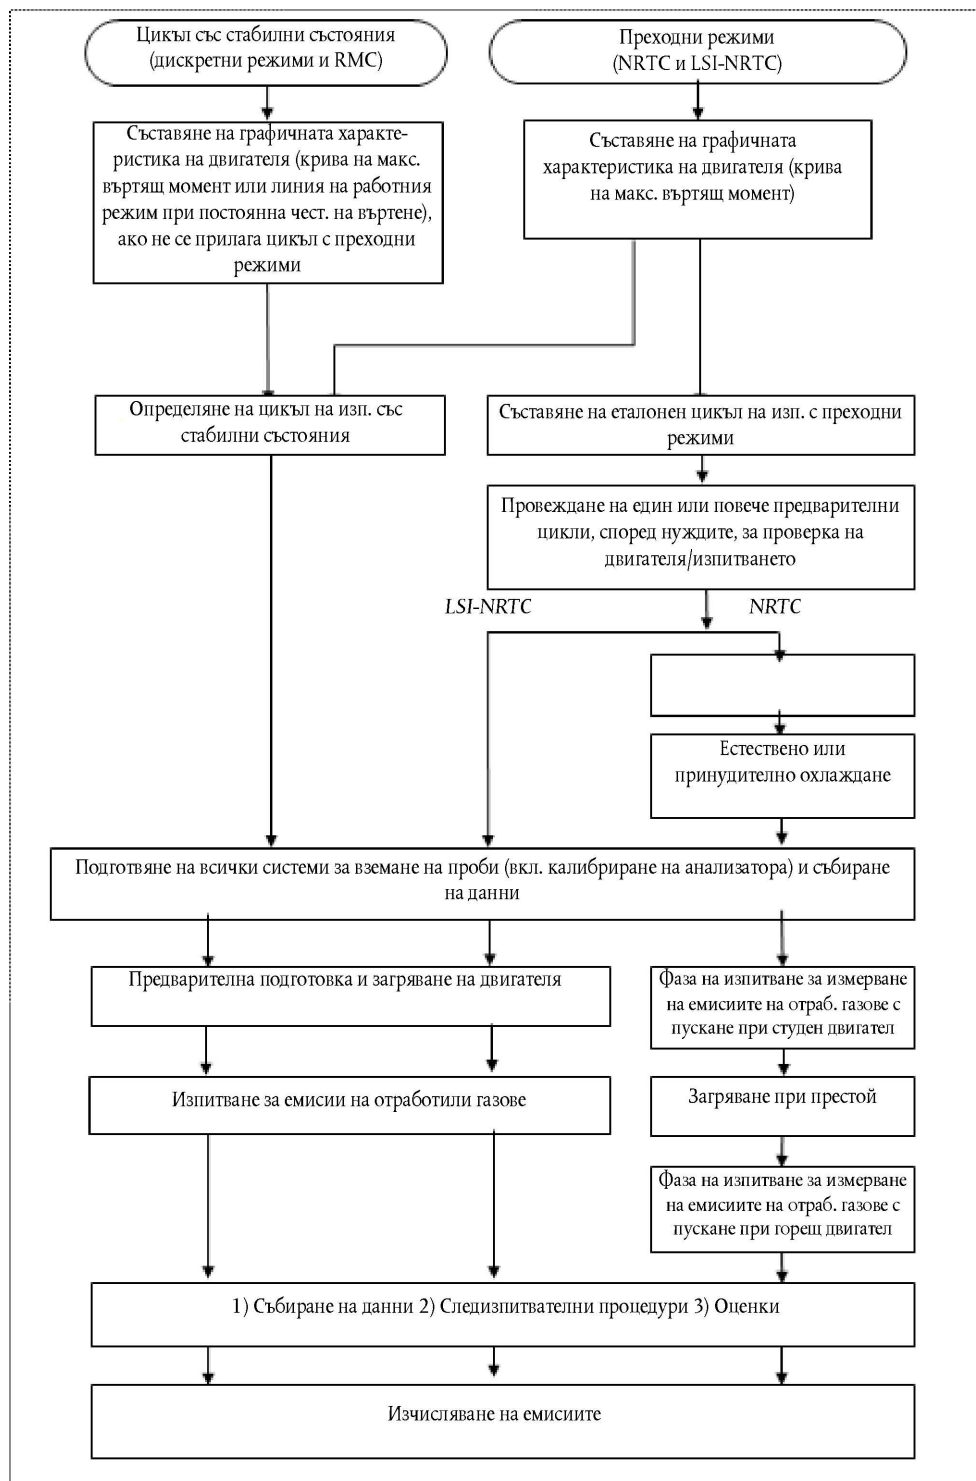 Цикъл със стабилни състояния
(дискретни режими и RMC)
Преходни режими
(NRTC и LSI-NRTC)
Съставяне на графичната характе-
ристика на двигателя (крива на макс.
въртящ момент или линия на работния
режим при постоянна чест. на въртене),
ако не се прилага цикъл с преходни
режими
Съставяне на графичната
характеристика на двигателя (крива
на макс. въртящ момент)
Определяне на цикъл на изп. със
стабилни състояния
Съставяне на еталонен цикъл на изп. с преходни
режими
Провеждане на един или повече предварителни
цикли, според нуждите, за проверка на
двигателя/изпитването
LSI-NRTC
NRTC
Естествено или
принудително охлаждане
Подготвяне на всички системи за вземане на проби (вкл. калибриране на анализатора) и събиране
на данни
Предварителна подготовка и загряване на двигателя
Фаза на изпитване за измерване
на емисиите на отраб. газове с
пускане при студен двигател
Изпитване за емисии на отработили газове
Загряване при престой
Фаза на изпитване за измерване
на емисиите на отраб. газове с
пускане при горещ двигател
1) Събиране на данни 2) Следизпитвателни процедури 3) Оценки
Изчисляване на емисиите